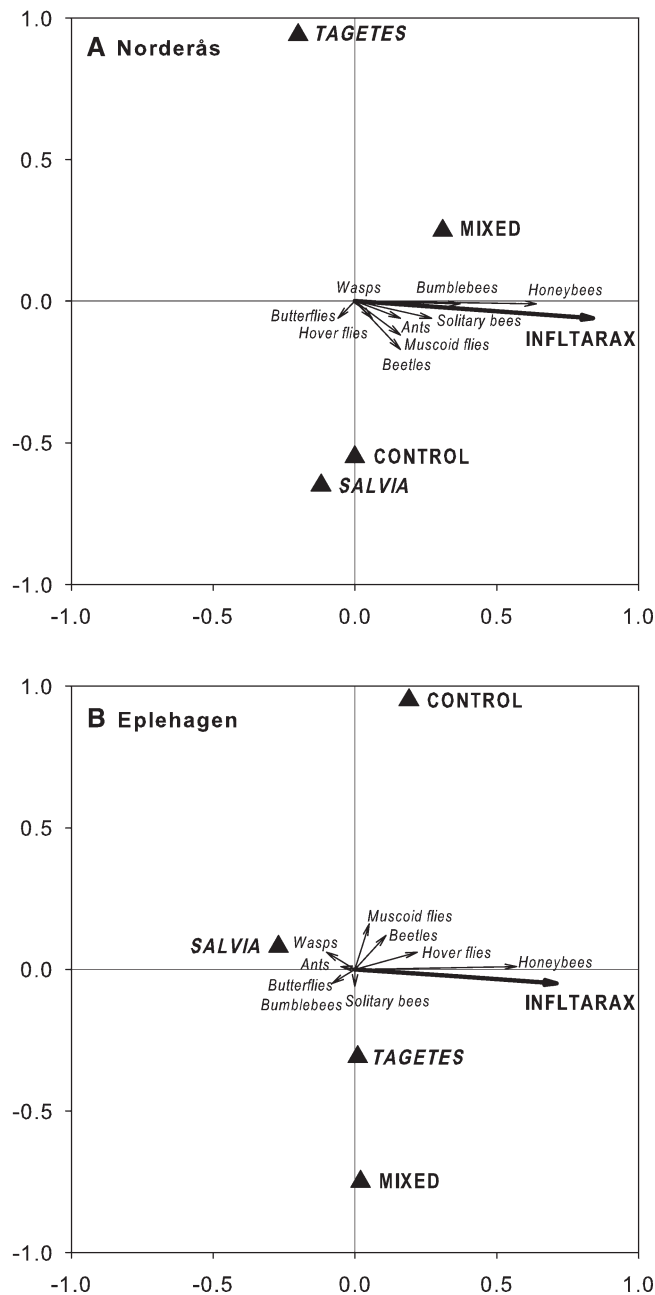 1.0
A Norderås
TAGETES
0.5
MIXED
Wasps
Bumblebees
Honeybees
0.0
Butterflies
Solitary bees
Ants
Hover flies
INFLTARAX
Muscoid flies
Beetles
-0.5
CONTROL
SALVIA
-1.0
-1.0 -0.5 0.0 0.5 1.0
1.0
B Eplehagen
CONTROL
0.5
Muscoid flies
Beetles
SALVIA
Wasps
Hover flies
Ants
Honeybees
0.0
Butterflies
Bumblebees
Solitary bees
INFLTARAX
TAGETES
-0.5
MIXED
-1.0
-1.0 -0.5 0.0 0.5 1.0